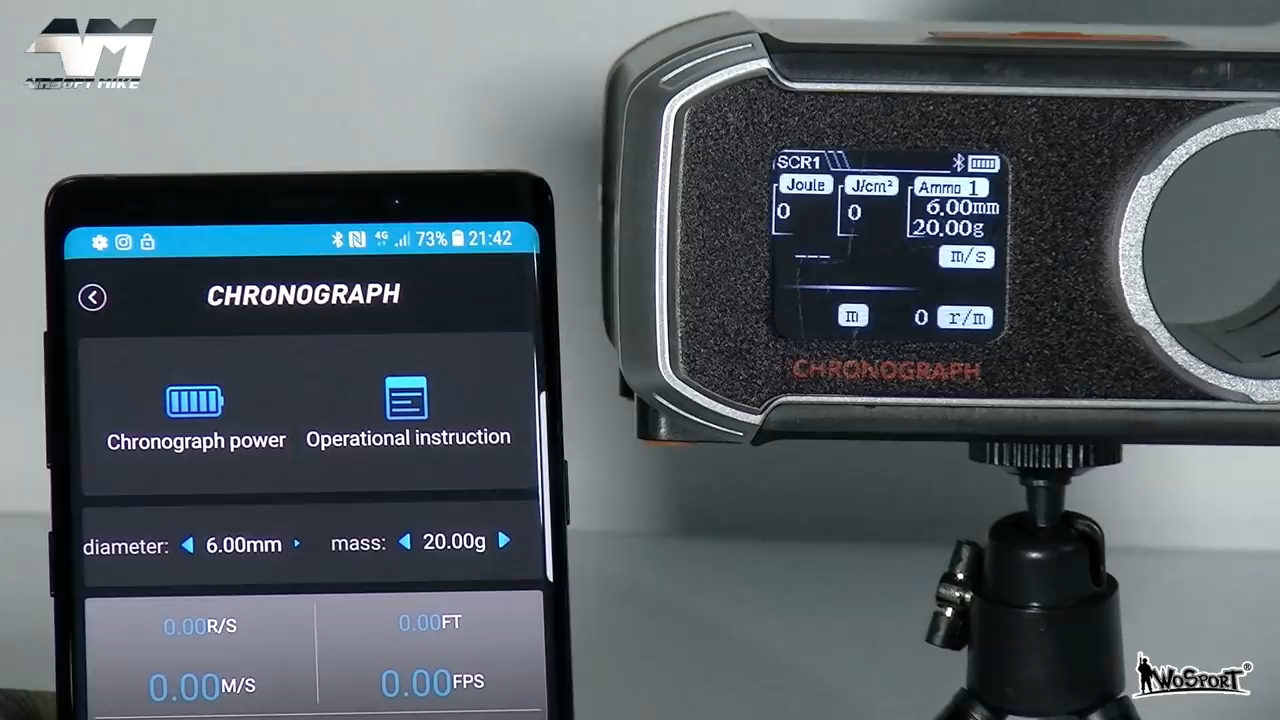 AM
AIRSOFT MIKE
4G 73% 21:42
CHRONOGRAPH
Chronograph power
Operational instruction
diameter: 6.00mm
mass: 20.00g
0.00R/S
0.00FT
0.00M/S
0.00FPS
SCR1
Joule
J/cm²
Ammo 1
0
0
6.00mm
20.00g
---
m/s
m
0 r/m
CHRONOGRAPH
WOSPORT®